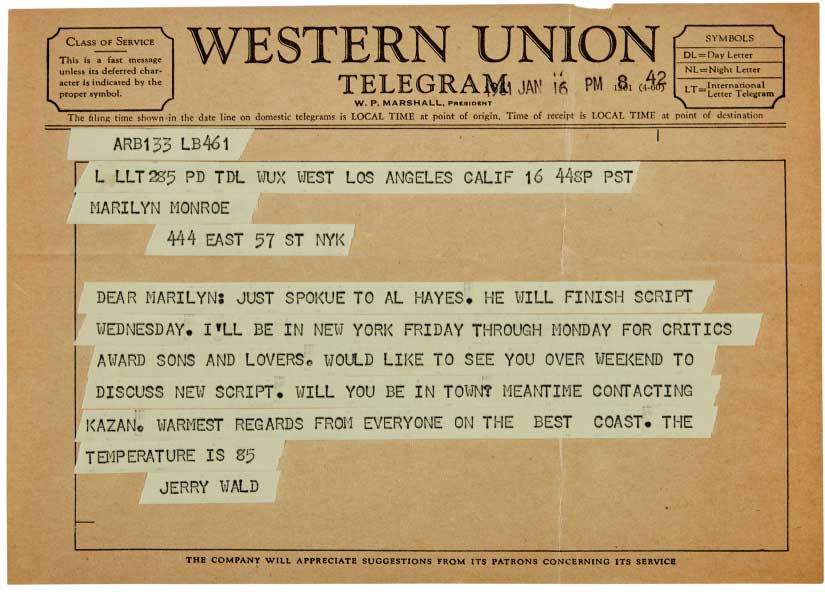 CLASS OF SERVICE
This is a fast message
unless its deferred char-
acter is indicated by the
proper symbol.
WESTERN UNION
TELEGRAM
W. P. MARSHALL, PRESIDENT
1961 JAN 16 PM 8 42
1201 (4-60)
SYMBOLS
DL=Day Letter
NL=Night Letter
LT=International
Letter Telegram
The filing time shown in the date line on domestic telegrams is LOCAL TIME at point of origin. Time of receipt is LOCAL TIME at point of destination
ARB133 LB461
L LLT285 PD TDL WUX WEST LOS ANGELES CALIF 16 448P PST
MARILYN MONROE
444 EAST 57 ST NYK
DEAR MARILYN: JUST SPOKUE TO AL HAYES. HE WILL FINISH SCRIPT
WEDNESDAY. I'LL BE IN NEW YORK FRIDAY THROUGH MONDAY FOR CRITICS
AWARD SONS AND LOVERS. WOULD LIKE TO SEE YOU OVER WEEKEND TO
DISCUSS NEW SCRIPT. WILL YOU BE IN TOWN? MEANTIME CONTACTING
KAZAN. WARMEST REGARDS FROM EVERYONE ON THE BEST COAST. THE
TEMPERATURE IS 85
JERRY WALD
THE COMPANY WILL APPRECIATE SUGGESTIONS FROM ITS PATRONS CONCERNING ITS SERVICE